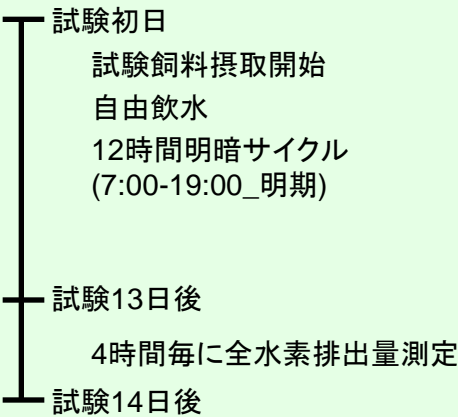 試験初日
試験飼料摂取開始
自由飲水
12時間明暗サイクル
(7:00-19:00_明期)
試験13日後
4時間毎に全水素排出量測定
試験14日後